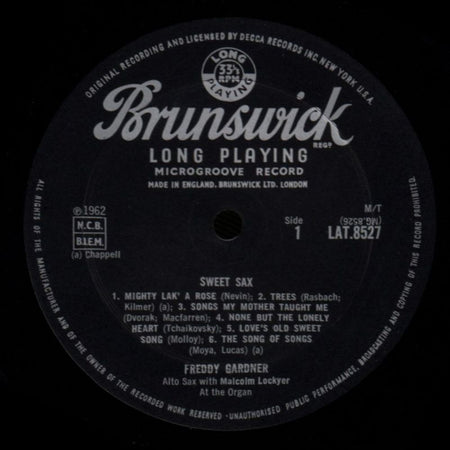 ORIGINAL RECORDING AND LICENSED BY DECCA RECORDS INC. NEW YORK, U.S.A.
LONG
33⅓
RPM
PLAYING
Brunswick
REGD
LONG PLAYING
MICROGROOVE RECORD
MADE IN ENGLAND. BRUNSWICK LTD. LONDON
℗1962
N.C.B.
B.I.E.M.
(a) Chappell
Side
1
M/T
(MG.8526)
LAT.8527
SWEET SAX
1. MIGHTY LAK' A ROSE (Nevin); 2. TREES (Rasbach;
Kilmer) (a); 3. SONGS MY MOTHER TAUGHT ME
(Dvorak; Macfarren); 4. NONE BUT THE LONELY
HEART (Tchaikovsky); 5. LOVE'S OLD SWEET
SONG (Molloy); 6. THE SONG OF SONGS
(Moya, Lucas) (a)
FREDDY GARDNER
Alto Sax with Malcolm Lockyer
At the Organ
ALL RIGHTS OF THE MANUFACTURER AND OF THE OWNER OF THE RECORDED WORK RESERVED · UNAUTHORISED PUBLIC PERFORMANCE, BROADCASTING AND COPYING OF THIS RECORD PROHIBITED.